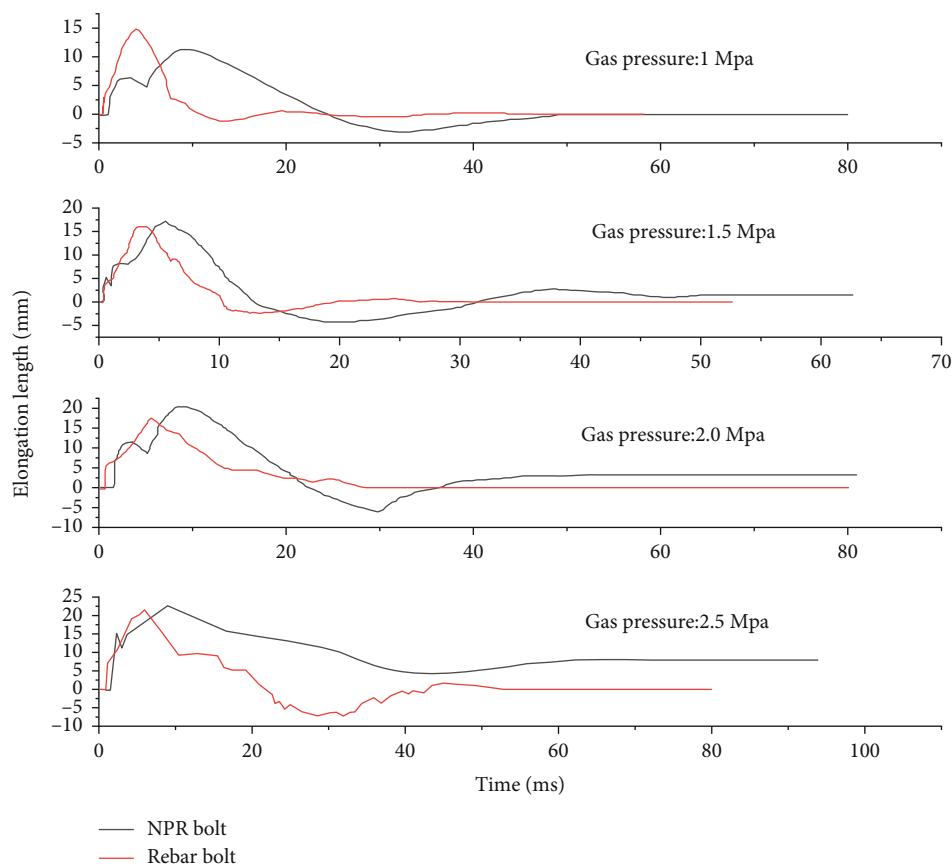 Elongation length (mm)
15
10
5
0
−5
Gas pressure:1 Mpa
0 20 40 60 80
20
15
10
5
0
−5
Gas pressure:1.5 Mpa
0 10 20 30 40 50 60 70
20
15
10
5
0
−5
−10
Gas pressure:2.0 Mpa
0 20 40 60 80
25
20
15
10
5
0
−5
−10
Gas pressure:2.5 Mpa
0 20 40 60 80 100
Time (ms)
NPR bolt
Rebar bolt